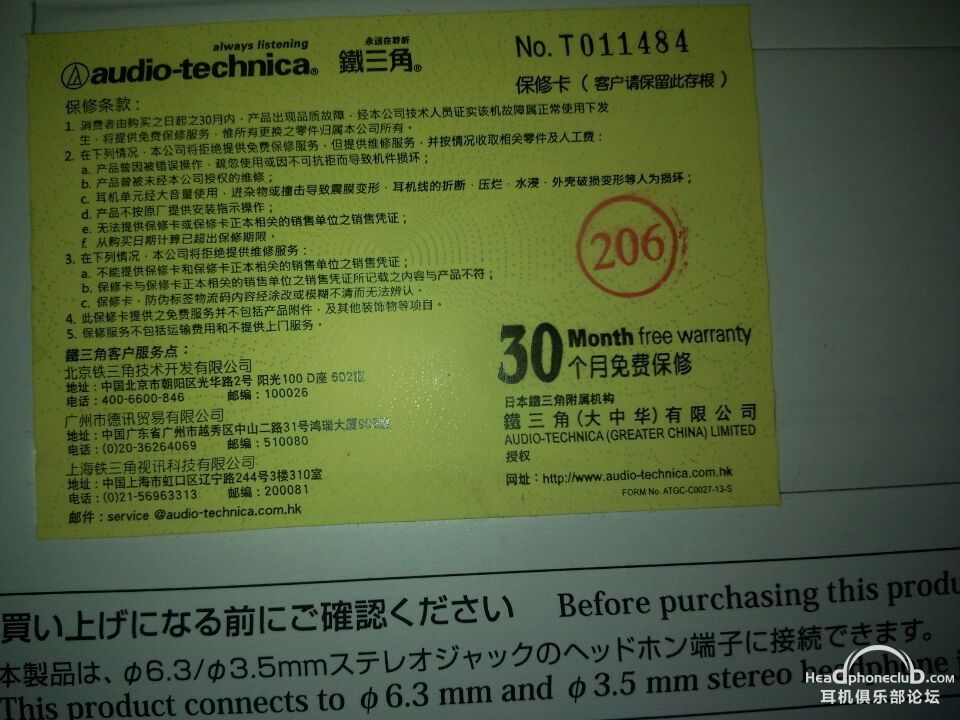 always listening
audio-technica®
永远在聆听
鐵三角®
No. T011484
保修卡（客户请保留此存根）
保修条款：
1. 消费者由购买之日起之30月内，产品出现品质故障，经本公司技术人员证实该机故障属正常使用下发
生，将提供免费保修服务，惟所有更换之零件归属本公司所有。
2. 在下列情况，本公司将拒绝提供免费保修服务，但提供维修服务，并按情况收取相关零件及人工费：
a. 产品曾因被错误操作，疏忽使用或因不可抗拒而导致机件损坏；
b. 产品曾被未经本公司授权的维修；
c. 耳机单元经大音量使用，进杂物或撞击导致震膜变形、耳机线的折断、压烂、水浸、外壳破损变形等人为损坏；
d. 产品不按原厂提供安装指示操作；
e. 无法提供保修卡或保修卡正本相关的销售单位之销售凭证；
f. 从购买日期计算已超出保修期限。
3. 在下列情况，本公司将拒绝提供维修服务：
a. 不能提供保修卡和保修卡正本相关的销售单位之销售凭证；
b. 保修卡与保修卡正本相关的销售单位之销售凭证所记载之内容与产品不符；
c. 保修卡，防伪标签物流码内容经涂改或模糊不清而无法辨认。
4. 此保修卡提供之免费服务并不包括产品附件，及其他装饰物等项目。
5. 保修服务不包括运输费用和不提供上门服务。
206
30 Month free warranty
个月免费保修
鐵三角客户服务点：
北京铁三角技术开发有限公司
地址：中国北京市朝阳区光华路2号 阳光100 D座 602
电话：400-6600-846 邮编：100026
广州市德讯贸易有限公司
地址：中国广东省广州市越秀区中山二路31号鸿瑞大厦
电话：(0)20-36264069 邮编：510080
上海铁三角视讯科技有限公司
地址：中国上海市虹口区辽宁路244号3楼310室
电话：(0)21-56963313 邮编：200081
邮件：service @audio-technica.com.hk
日本鐵三角附属机构
鐵三角(大中华)有限公司
AUDIO-TECHNICA (GREATER CHINA) LIMITED
授权
网址：http://www.audio-technica.com.hk
FORM No. ATGC-C0027-13-S
買い上げになる前にご確認ください Before purchasing this produ
本製品は、φ6.3/φ3.5mmステレオジャックのヘッドホン端子に接続できます。
This product connects to φ6.3 mm and φ3.5 mm stereo headphone
Headphoneclub.com
耳机俱乐部论坛